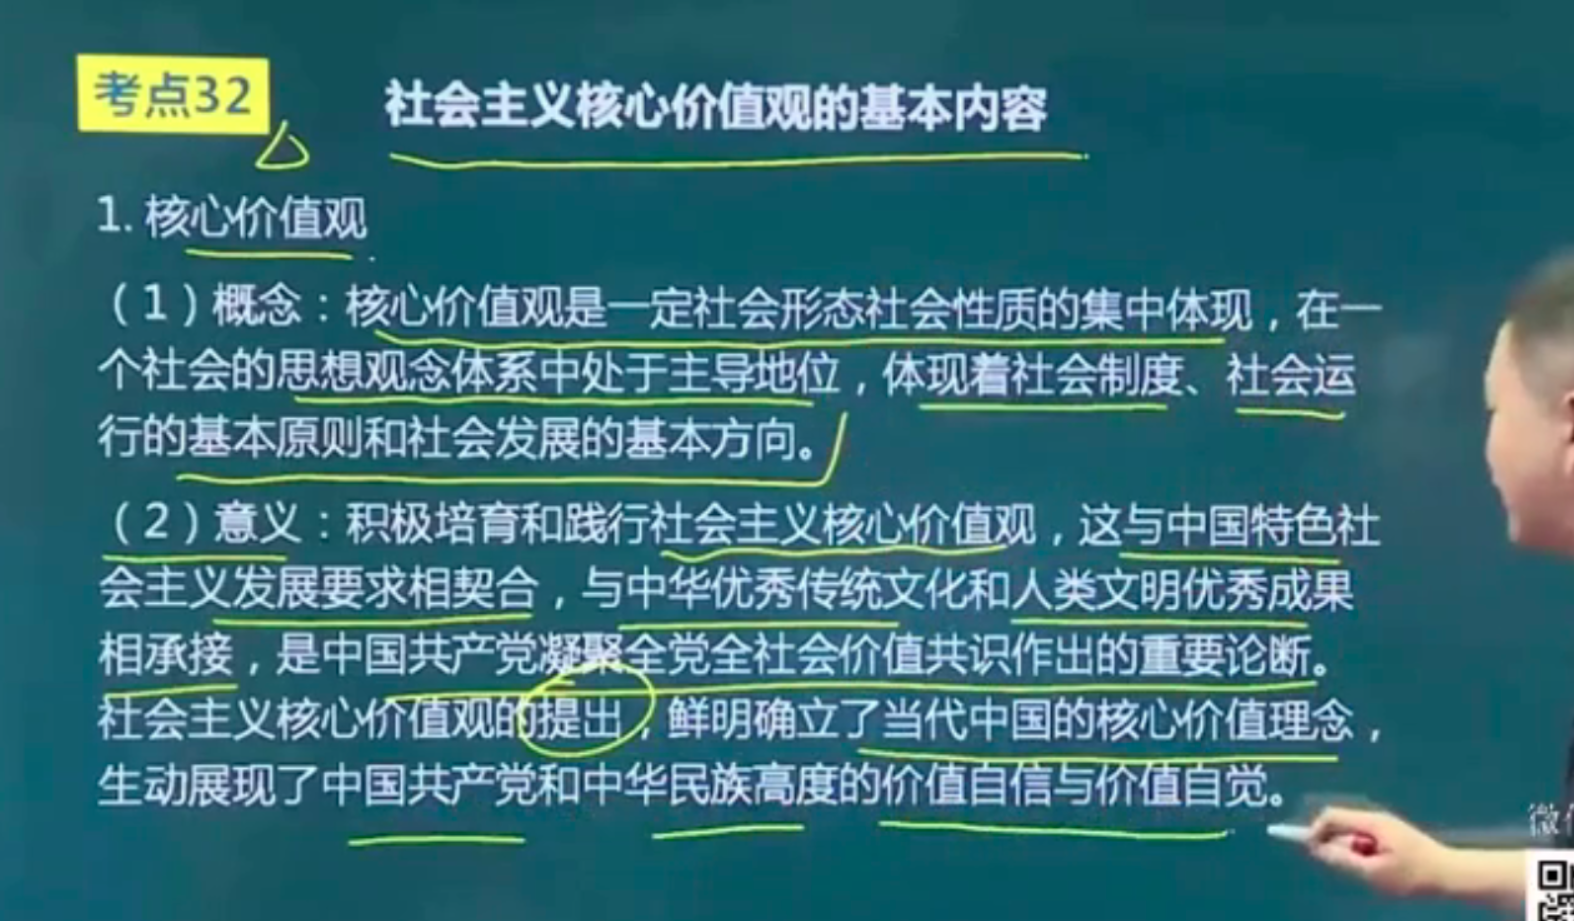 考点32
社会主义核心价值观的基本内容
1. 核心价值观
（1）概念：核心价值观是一定社会形态社会性质的集中体现，在一
个社会的思想观念体系中处于主导地位，体现着社会制度、社会运
行的基本原则和社会发展的基本方向。
（2）意义：积极培育和践行社会主义核心价值观，这与中国特色社
会主义发展要求相契合，与中华优秀传统文化和人类文明优秀成果
相承接，是中国共产党凝聚全党全社会价值共识作出的重要论断。
社会主义核心价值观的提出，鲜明确立了当代中国的核心价值理念，
生动展现了中国共产党和中华民族高度的价值自信与价值自觉。
微